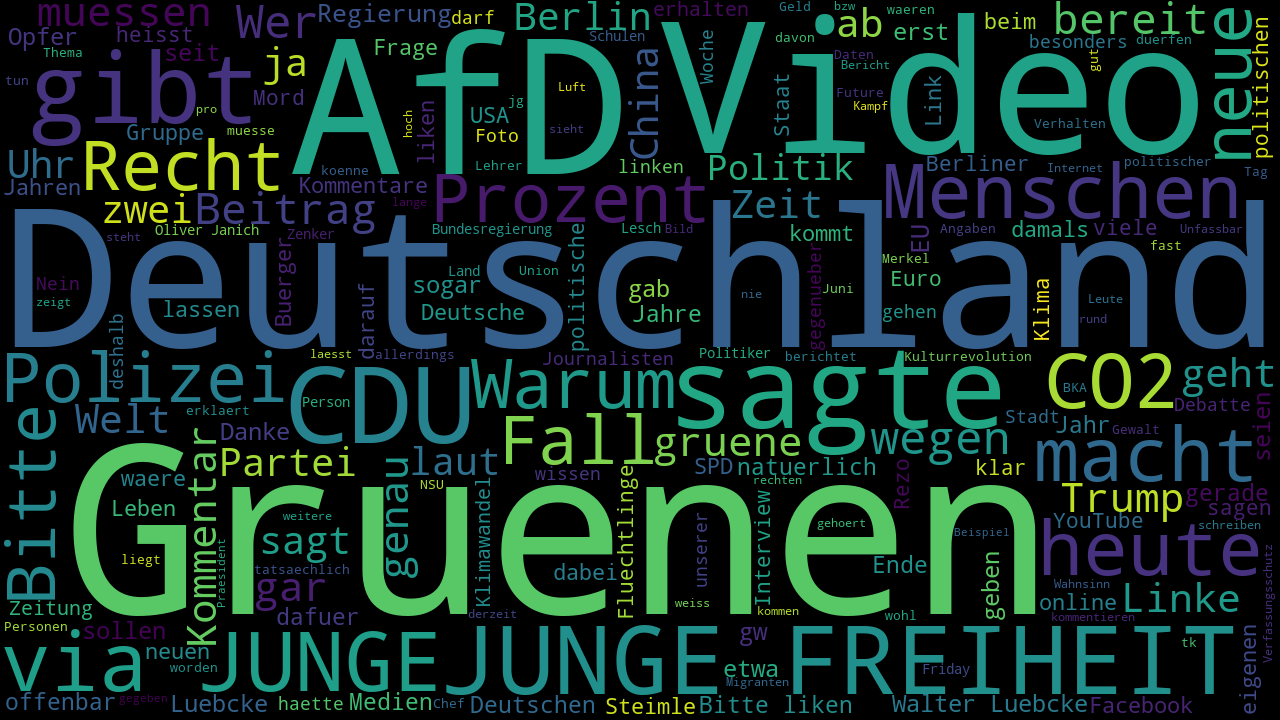 muessen Wer Regierung darf Berlin erhalten Geld bzw waeren beim bereit neue politischen
Opfer heisst Frage AfD Schulen Woche Video davon ab erst besonders duerfen
Thema seit ja Staat Daten Bericht gut
tun gibt Mord liken USA jg Luft China Future Link
pro Foto Kampf
Gruppe muesse hoch sieht Verhalten
Uhr Recht koenne Lehrer linken Politik Berliner Internet politischer Tag
Jahren Kommentare Prozent Menschen
zwei Beitrag lange Zeit
steht Oliver Janich Zenker Bundesregierung Lesch Bild kommt EU Angaben damals viele Unfassbar
Deutschland fast
Nein Buerger Land Union politische Merkel
zeigt lassen sogar gab nie gegenueber Juni Euro Klima Leute
darauf Deutsche Jahre gehen rund
deshalb laesst allerdings Journalisten Politiker berichtet Kulturrevolution
Polizei CDU Warum sagte CO2 geht
BKA
Welt erklaert Person Debatte
Bitte Danke Fall gruene wegen Stadt Jahr Gewalt seien
Kommentar Partei genau laut macht
waere NSU wissen SPD natuerlich klar
Gruenen Fluechtlinge rechten Rezo Trump gerade
Leben weitere Klimawandel unserer Interview gehoert YouTube sagen
sagt Beispiel schreiben
liegt tatsaechlich dabei Ende geben heute
Praesident gar Wahnsinn Verfassungsschutz
Zeitung dafuer derzeit weiss kommen wohl online Linke
Personen sollen kommentieren
via neuen JUNGE JUNGE FREIHEIT gw tk eigenen
worden etwa Friday
Migranten
offenbar gegeben Luebcke haette Medien Chef Deutschen Steimle Bitte liken Walter Luebcke Facebook